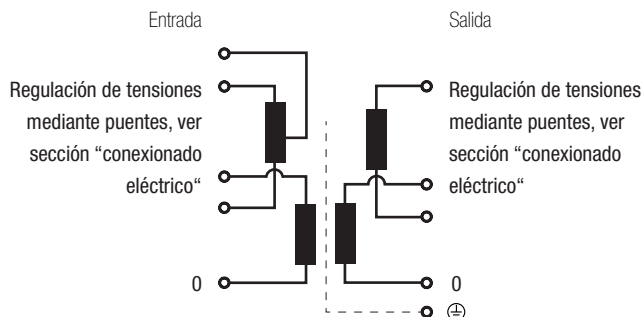 Entrada
Salida
Regulación de tensiones
mediante puentes, ver
sección “conexionado
eléctrico“
Regulación de tensiones
mediante puentes, ver
sección “conexionado
eléctrico“
0
0